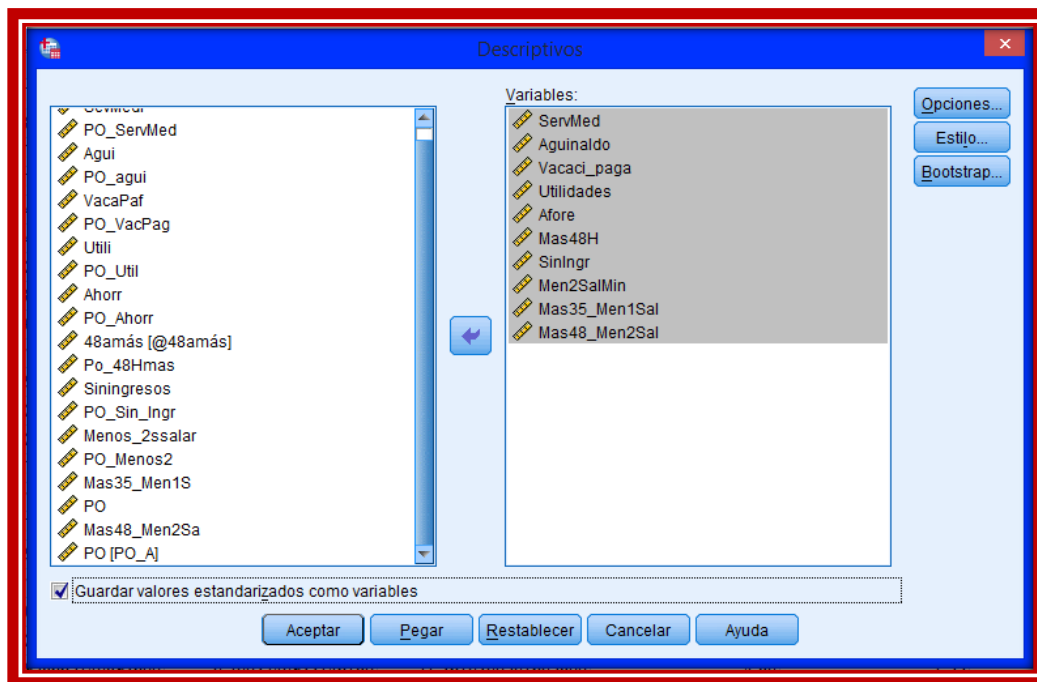 Descriptivos
PO_ServMed
Agui
PO_agui
VacaPaf
PO_VacPag
Utili
PO_Util
Ahorr
PO_Ahorr
48amás [@48amás]
Po_48Hmas
Siningresos
PO_Sin_Ingr
Menos_2ssalar
PO_Menos2
Mas35_Men1S
PO
Mas48_Men2Sa
PO [PO_A]
Variables:
ServMed
Aguinaldo
Vacaci_paga
Utilidades
Afore
Mas48H
SinIngr
Men2SalMin
Mas35_Men1Sal
Mas48_Men2Sal
Opciones...
Estilo...
Bootstrap...
Guardar valores estandarizados como variables
Aceptar
Pegar
Restablecer
Cancelar
Ayuda